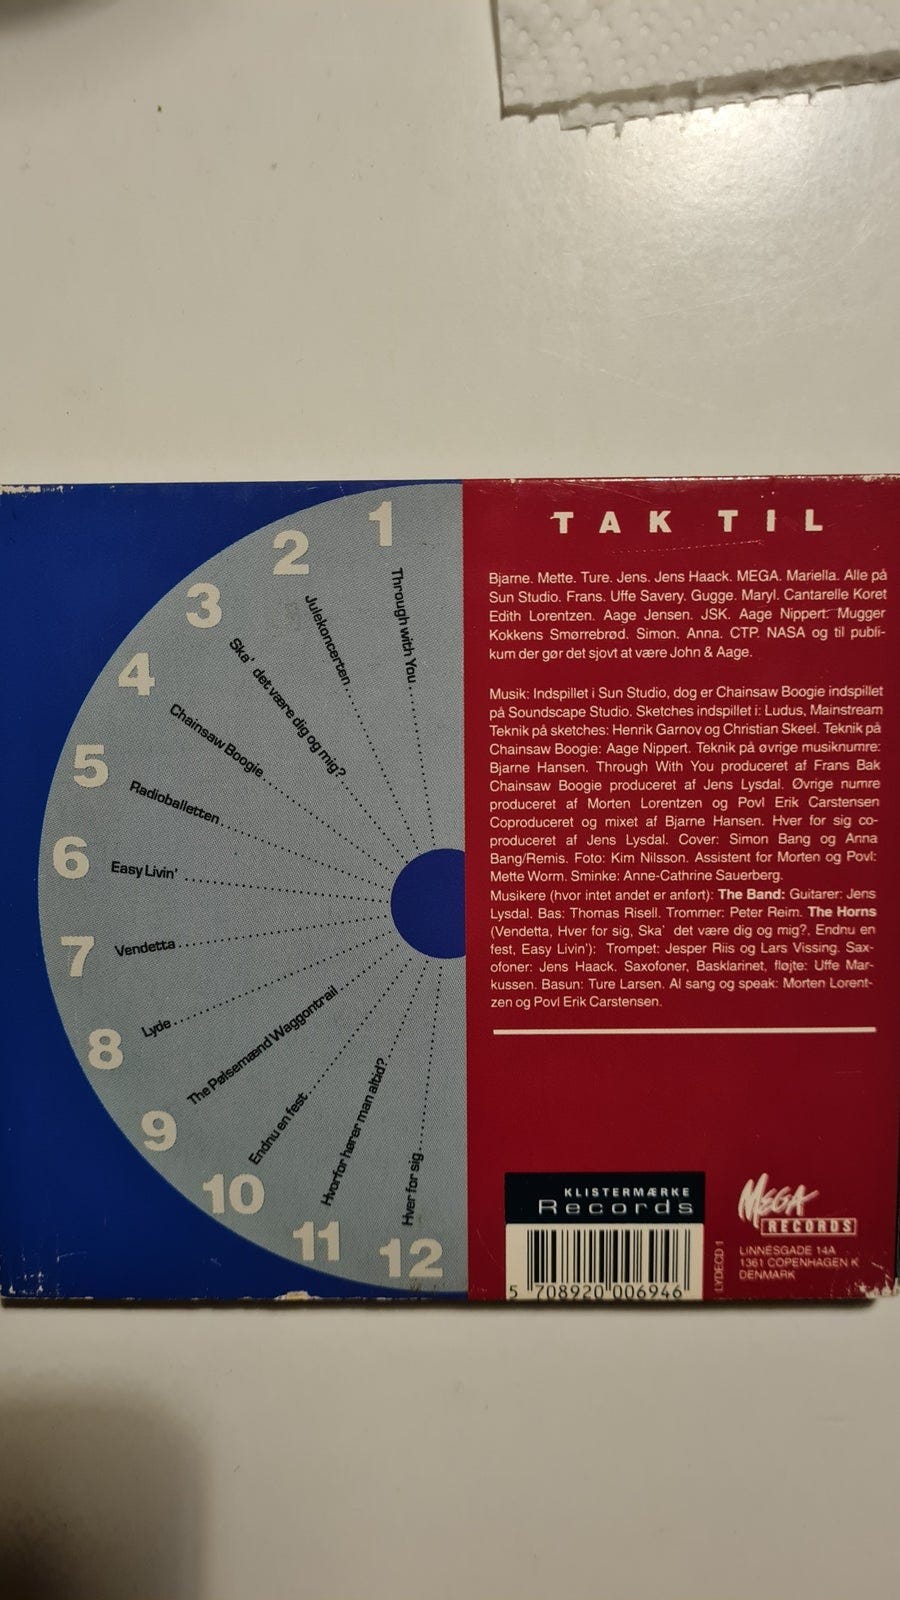 1
Through with You
2
Julekoncerten
3
Ska' det være dig og mig?
4
Chainsaw Boogie
5
Radioballetten
6
Easy Livin'
7
Vendetta
8
Lyde
9
The Pølsemænd Waggontrail
10
Endnu en fest
11
Hvorfor hører man altid?
12
Hver for sig
TAK TIL
Bjarne. Mette. Ture. Jens. Jens Haack. MEGA. Mariella. Alle på
Sun Studio. Frans. Uffe Savery. Gugge. Maryl. Cantarelle Koret
Edith Lorentzen. Aage Jensen. JSK. Aage Nippert. Mugger
Kokkens Smørrebrød. Simon. Anna. CTP. NASA og til publi-
kum der gør det sjovt at være John & Aage.
Musik: Indspillet i Sun Studio, dog er Chainsaw Boogie indspillet
på Soundscape Studio. Sketches indspillet i: Ludus, Mainstream
Teknik på sketches: Henrik Garnov og Christian Skeel. Teknik på
Chainsaw Boogie: Aage Nippert. Teknik på øvrige musiknumre:
Bjarne Hansen. Through With You produceret af Frans Bak
Chainsaw Boogie produceret af Jens Lysdal. Øvrige numre
produceret af Morten Lorentzen og Povl Erik Carstensen
Coproduceret og mixet af Bjarne Hansen. Hver for sig co-
produceret af Jens Lysdal. Cover: Simon Bang og Anna
Bang/Remis. Foto: Kim Nilsson. Assistent for Morten og Povl:
Mette Worm. Sminke: Anne-Cathrine Sauerberg.
Musikere (hvor intet andet er anført): The Band: Guitarer: Jens
Lysdal. Bas: Thomas Risell. Trommer: Peter Reim. The Horns
(Vendetta, Hver for sig, Ska' det være dig og mig?, Endnu en
fest, Easy Livin'): Trompet: Jesper Riis og Lars Vissing. Sax-
ofoner: Jens Haack. Saxofoner, Basklarinet, fløjte: Uffe Mar-
kussen. Basun: Ture Larsen. Al sang og speak: Morten Lorent-
zen og Povl Erik Carstensen.
KLISTERMÆRKE
Records
5 708920 006946
LYDECD 1
MEGA
RECORDS
LINNÉSGADE 14A
1361 COPENHAGEN K
DENMARK